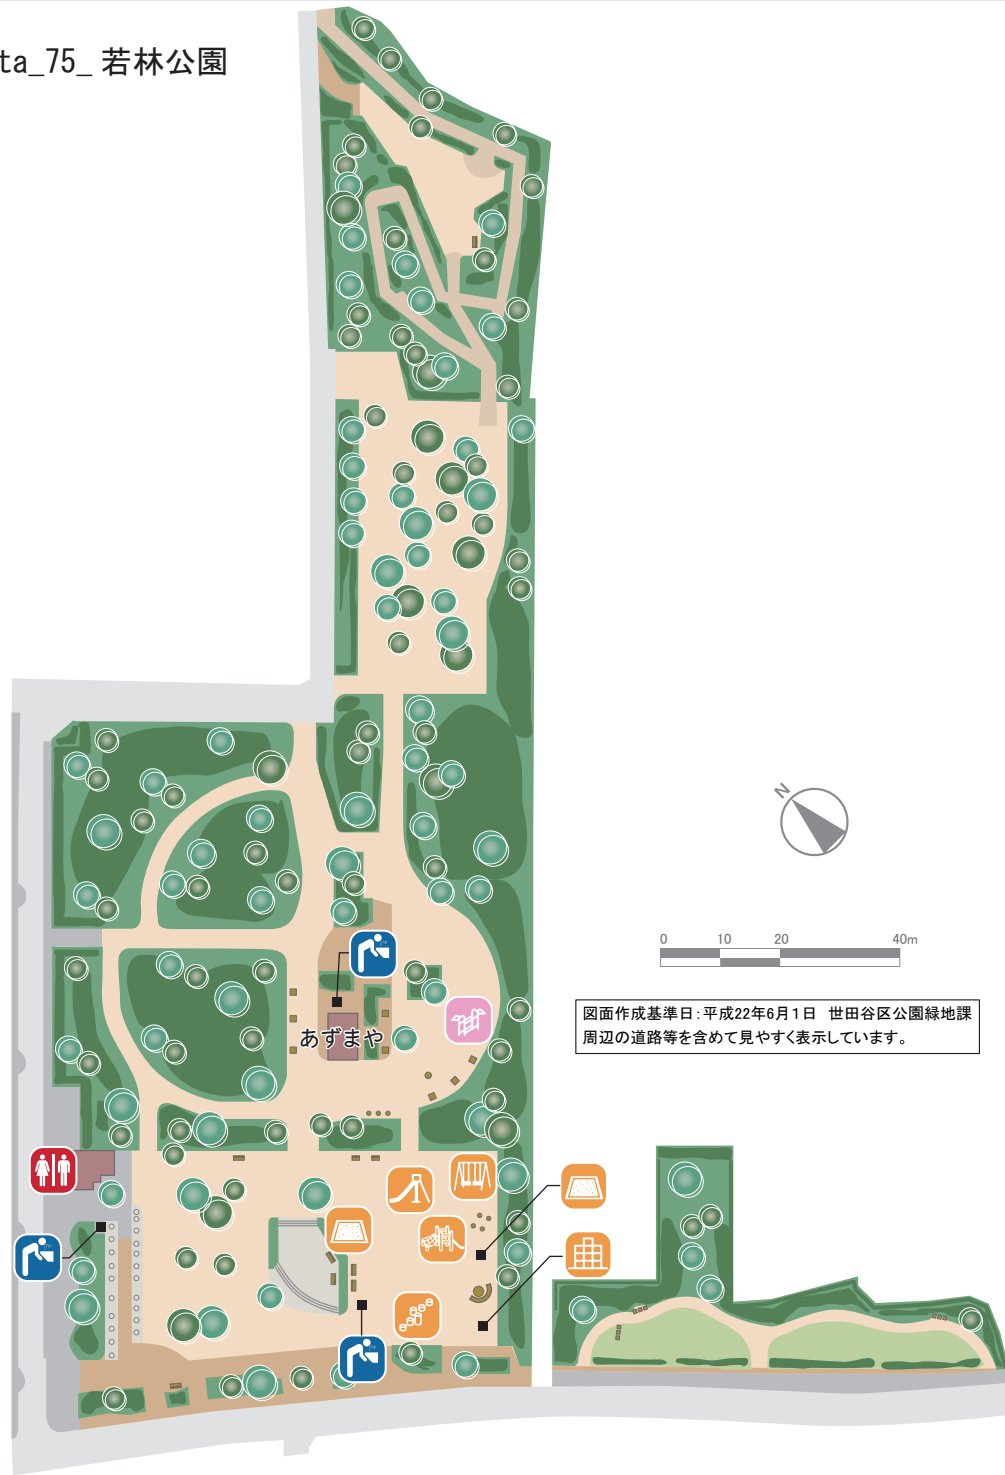 ta_75_ 若林公園
N
0 10 20 40m
図面作成基準日：平成22年6月1日 世田谷区公園緑地課
周辺の道路等を含めて見やすく表示しています。
あずまや